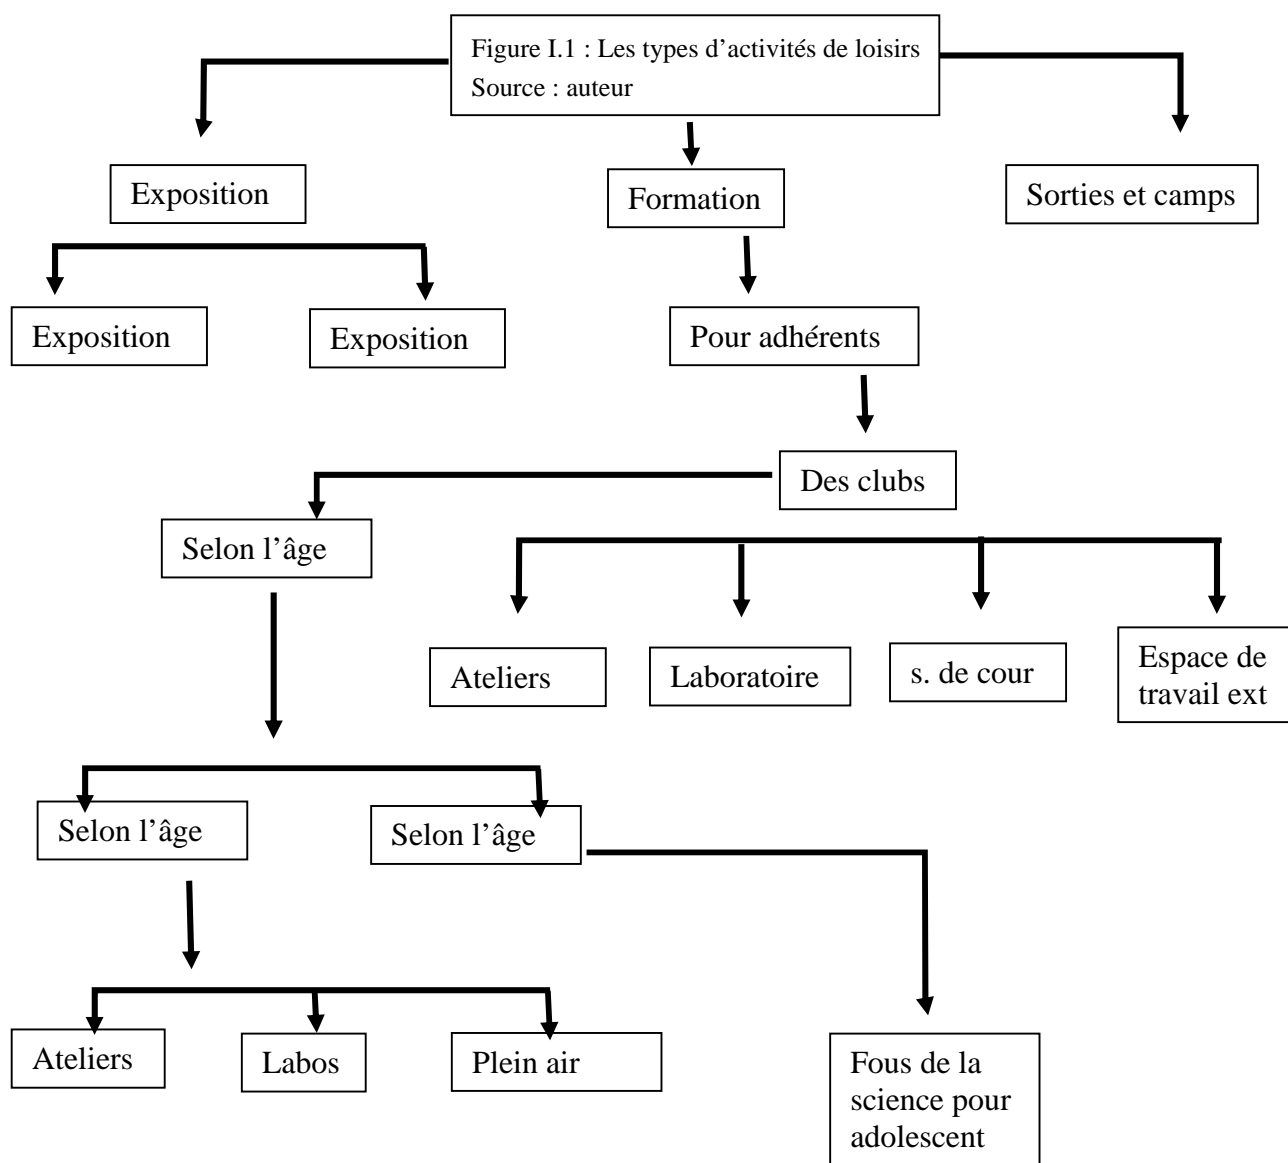 Figure I.1 : Les types d’activités de loisirs
Source : auteur
Exposition
Formation
Sorties et camps
Exposition
Exposition
Pour adhérents
Des clubs
Selon l’âge
Ateliers
Laboratoire
s. de cour
Espace de
travail ext
Selon l’âge
Selon l’âge
Ateliers
Labos
Plein air
Fous de la
science pour
adolescent